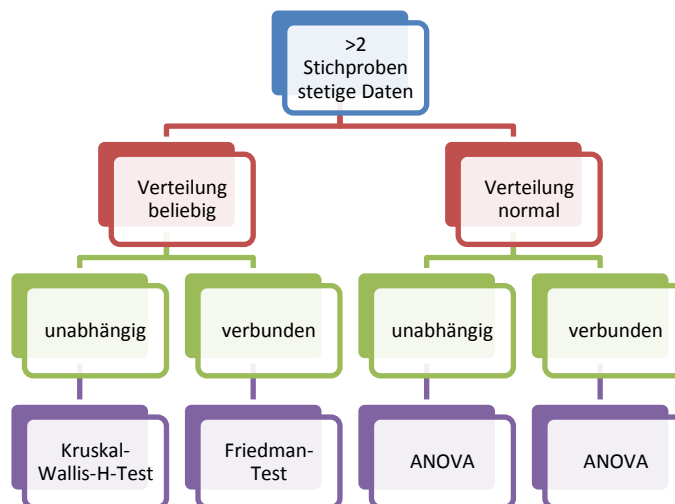 >2
Stichproben
stetige Daten
Verteilung
beliebig
Verteilung
normal
unabhängig
verbunden
unabhängig
verbunden
Kruskal-
Wallis-H-Test
Friedman-
Test
ANOVA
ANOVA